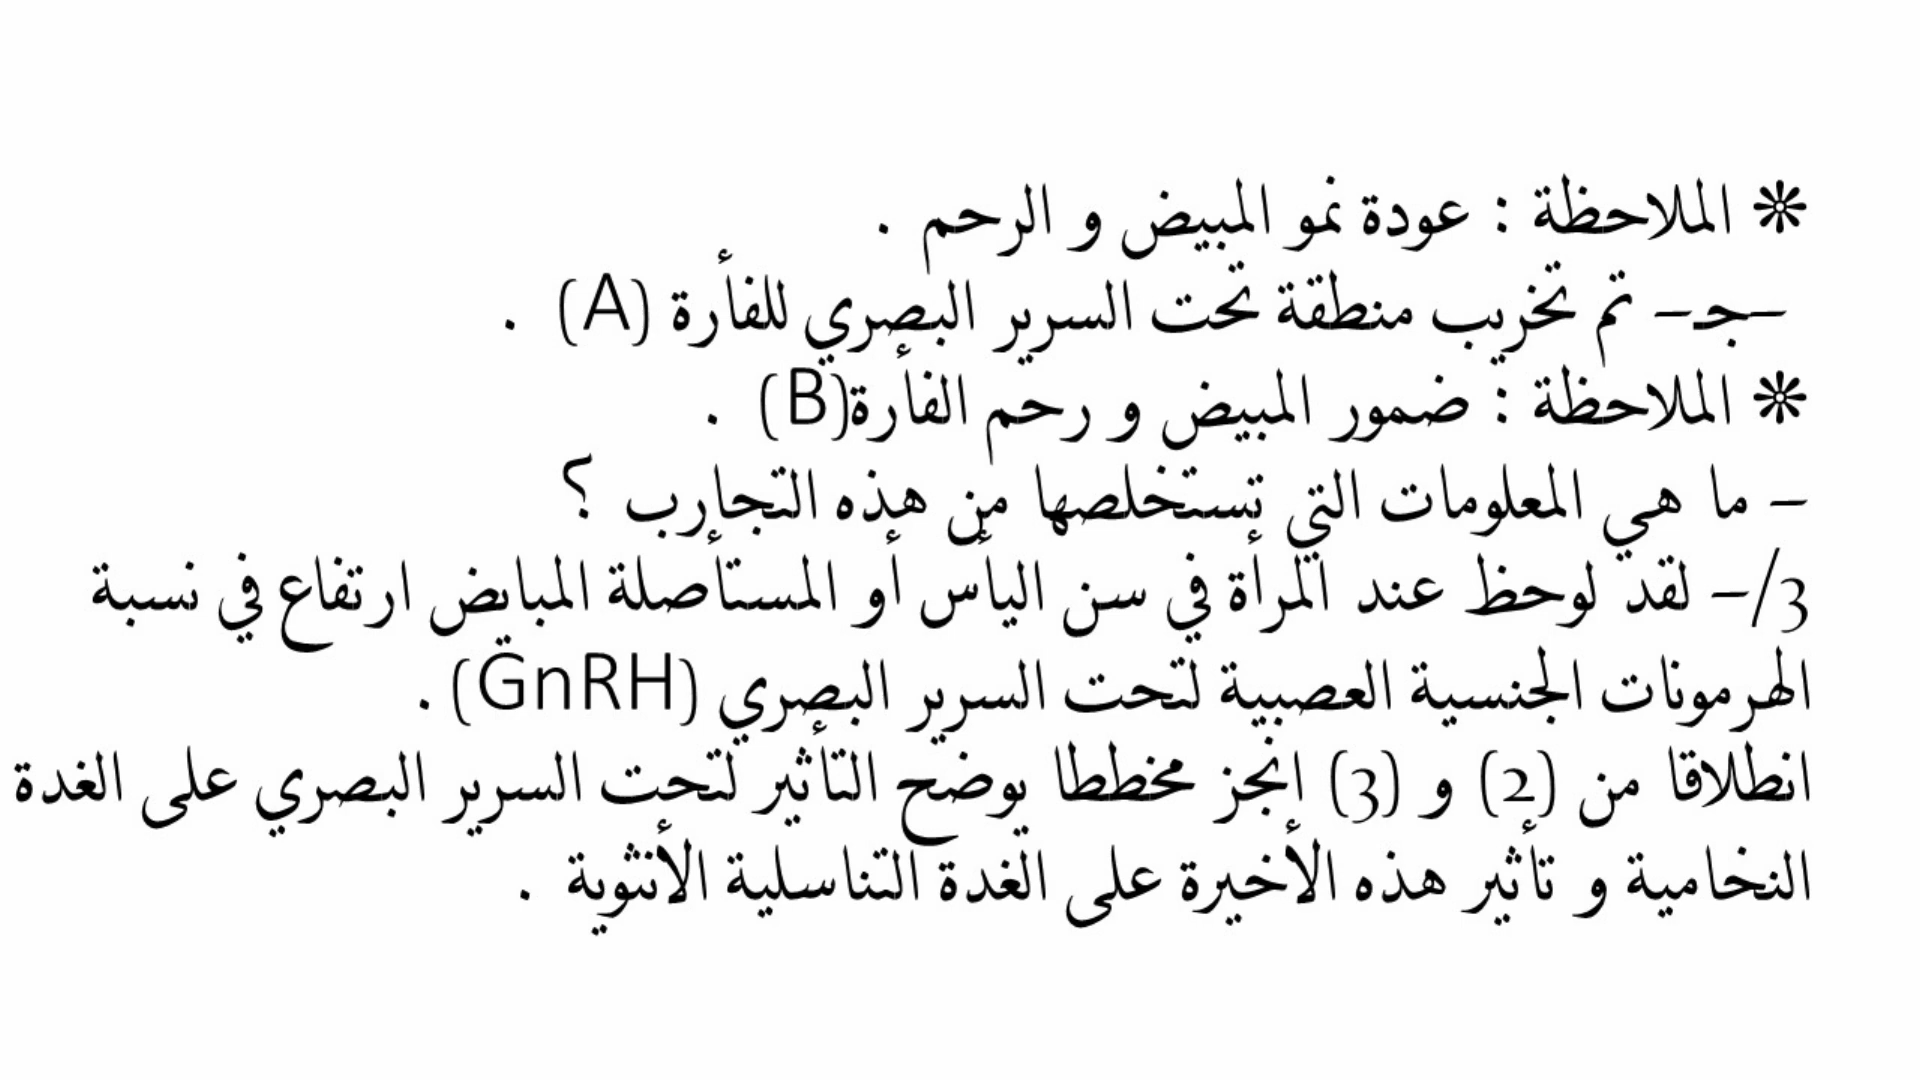 ❊ الملاحظة : عودة نمو المبيض و الرحم .
–جـ– تم تخريب منطقة تحت السرير البصري للفأرة (A) .
❊ الملاحظة : ضمور المبيض و رحم الفأرة(B) .
– ما هي المعلومات التي تستخلصها من هذه التجارب ؟
3/– لقد لوحظ عند المرأة في سن اليأس أو المستأصلة المبايض ارتفاع في نسبة
الهرمونات الجنسية العصبية لتحت السرير البصري (GnRH) .
انطلاقا من (2) و (3) إنجز مخططا يوضح التأثير لتحت السرير البصري على الغدة
النخامية و تأثير هذه الأخيرة على الغدة التناسلية الأنثوية .